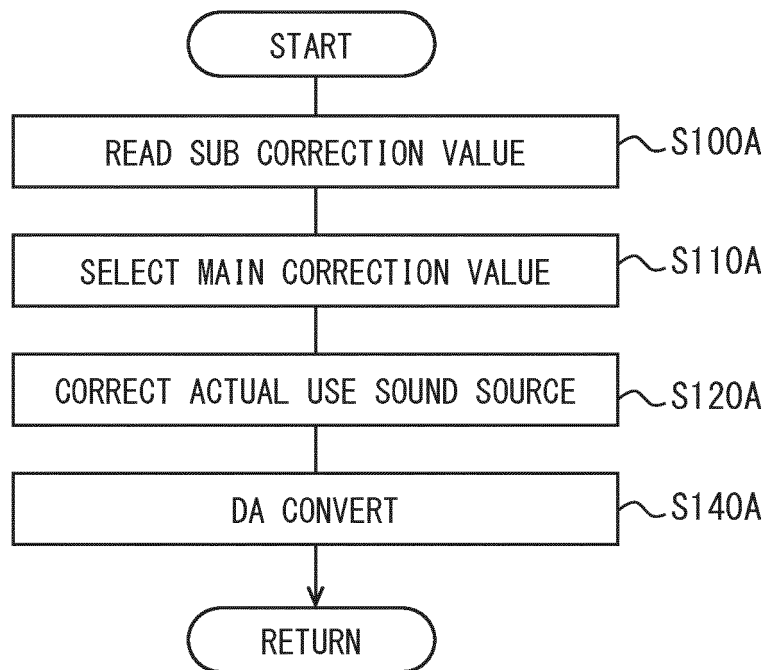 START
READ SUB CORRECTION VALUE
S100A
SELECT MAIN CORRECTION VALUE
S110A
CORRECT ACTUAL USE SOUND SOURCE
S120A
DA CONVERT
S140A
RETURN